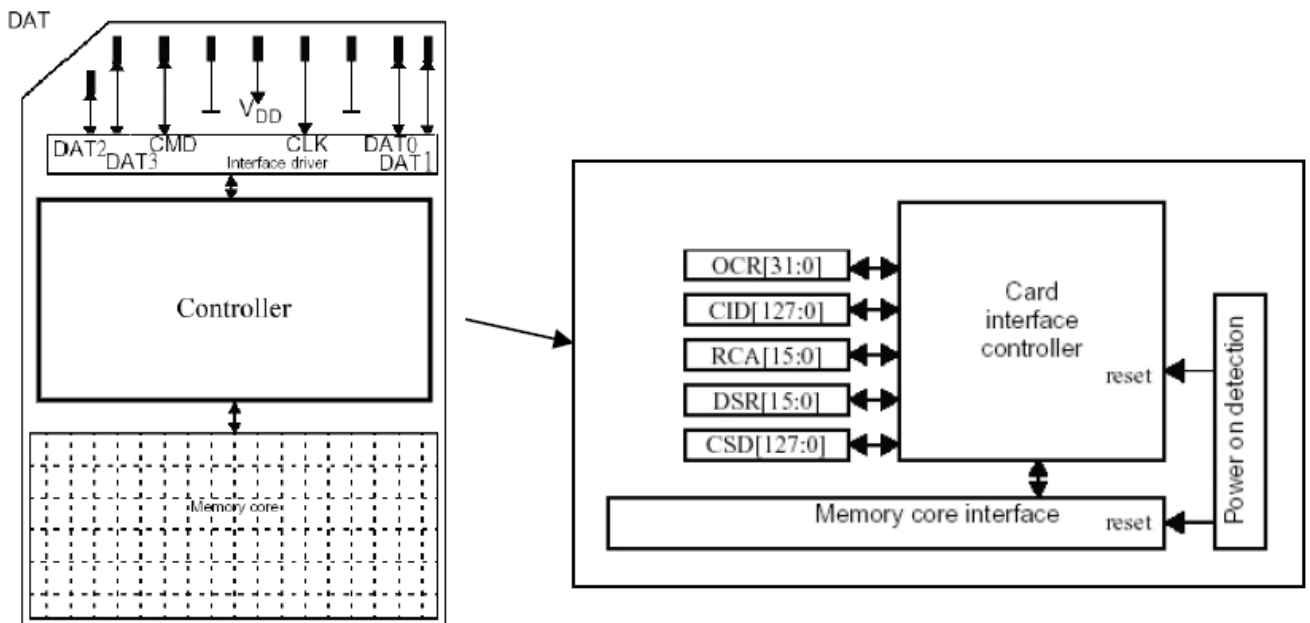 DAT
VDD
DAT2
DAT3
CMD
CLK
DAT0
DAT1
Interface driver
Controller
Memory core
OCR[31:0]
CID[127:0]
RCA[15:0]
DSR[15:0]
CSD[127:0]
Card
interface
controller
reset
Memory core interface
reset
Power on detection